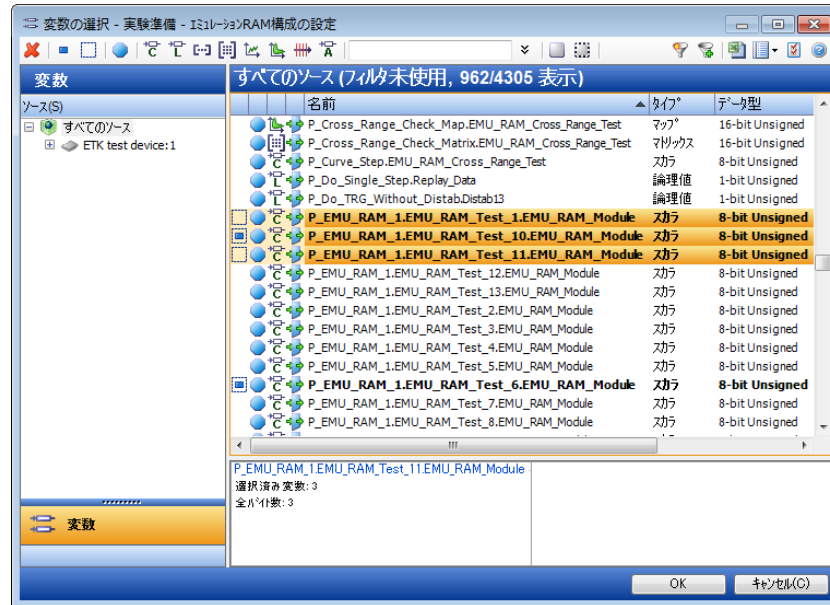 変数の選択 - 実験準備 - ｴﾐｭﾚｰｼｮﾝRAM構成の設定
変数
ソース(S)
すべてのソース
ETK test device:1
変数
すべてのソース (フィルタ未使用, 962/4305 表示)
名前 タイプ データ型
P_Cross_Range_Check_Map.EMU_RAM_Cross_Range_Test マップ 16-bit Unsigned
P_Cross_Range_Check_Matrix.EMU_RAM_Cross_Range_Test マトリックス 16-bit Unsigned
P_Curve_Step.EMU_RAM_Cross_Range_Test スカラ 8-bit Unsigned
P_Do_Single_Step.Replay_Data 論理値 1-bit Unsigned
P_Do_TRG_Without_Distab.Distab13 論理値 1-bit Unsigned
P_EMU_RAM_1.EMU_RAM_Test_1.EMU_RAM_Module スカラ 8-bit Unsigned
P_EMU_RAM_1.EMU_RAM_Test_10.EMU_RAM_Module スカラ 8-bit Unsigned
P_EMU_RAM_1.EMU_RAM_Test_11.EMU_RAM_Module スカラ 8-bit Unsigned
P_EMU_RAM_1.EMU_RAM_Test_12.EMU_RAM_Module スカラ 8-bit Unsigned
P_EMU_RAM_1.EMU_RAM_Test_13.EMU_RAM_Module スカラ 8-bit Unsigned
P_EMU_RAM_1.EMU_RAM_Test_2.EMU_RAM_Module スカラ 8-bit Unsigned
P_EMU_RAM_1.EMU_RAM_Test_3.EMU_RAM_Module スカラ 8-bit Unsigned
P_EMU_RAM_1.EMU_RAM_Test_4.EMU_RAM_Module スカラ 8-bit Unsigned
P_EMU_RAM_1.EMU_RAM_Test_5.EMU_RAM_Module スカラ 8-bit Unsigned
P_EMU_RAM_1.EMU_RAM_Test_6.EMU_RAM_Module スカラ 8-bit Unsigned
P_EMU_RAM_1.EMU_RAM_Test_7.EMU_RAM_Module スカラ 8-bit Unsigned
P_EMU_RAM_1.EMU_RAM_Test_8.EMU_RAM_Module スカラ 8-bit Unsigned
P_EMU_RAM_1.EMU_RAM_Test_11.EMU_RAM_Module
選択済み変数: 3
全バイト数: 3
OK キャンセル(C)